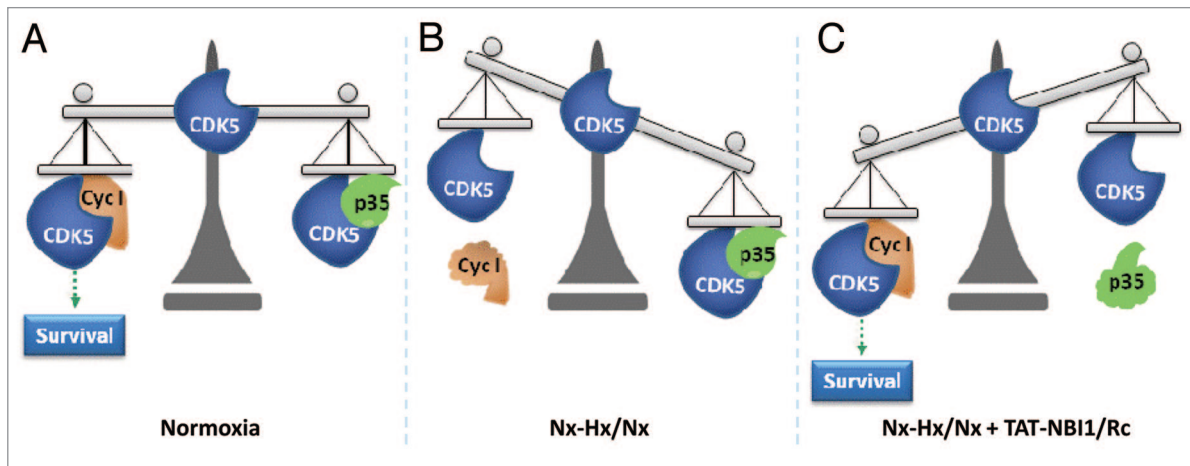 A
CDK5
Cyc I
CDK5
p35
CDK5
Survival
Normoxia
B
CDK5
CDK5
Cyc I
p35
CDK5
Nx-Hx/Nx
C
CDK5
Cyc I
CDK5
CDK5
p35
Survival
Nx-Hx/Nx + TAT-NBI1/Rc